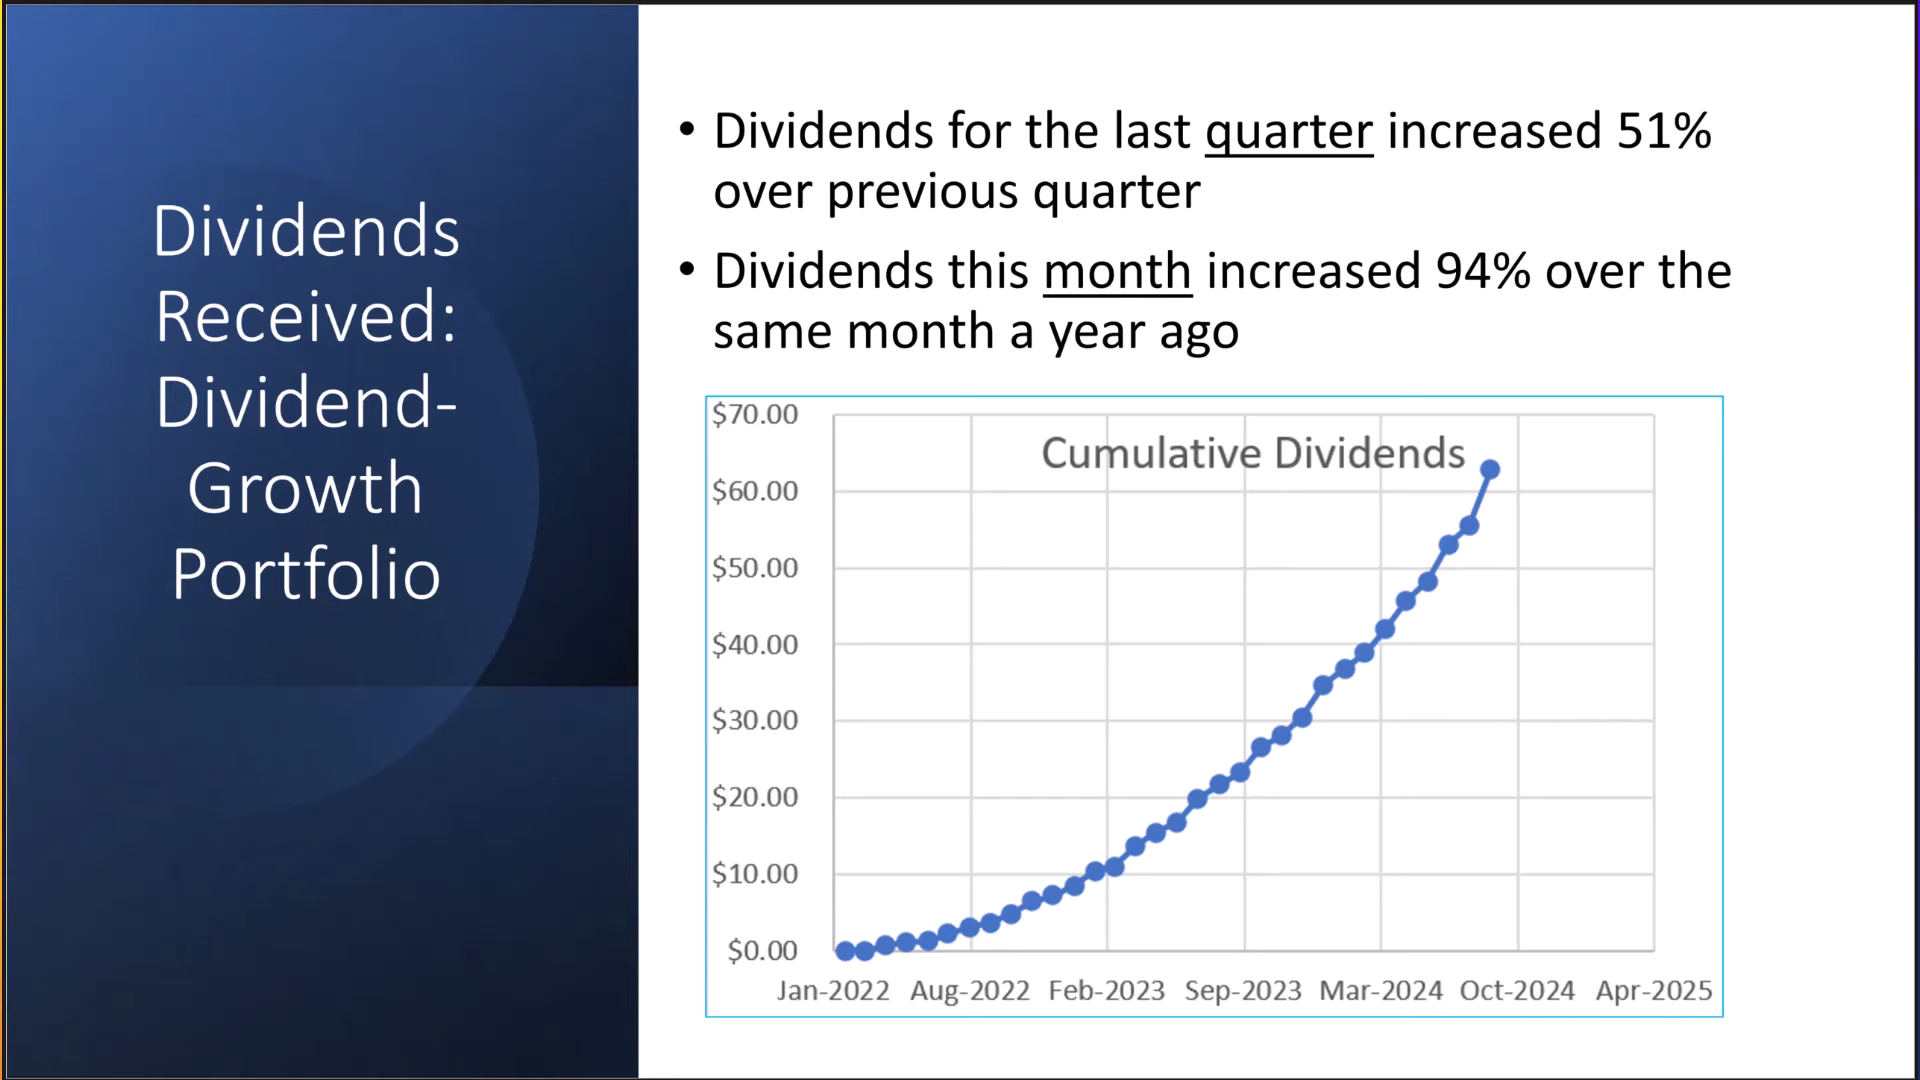 Dividends
Received:
Dividend-
Growth
Portfolio
• Dividends for the last quarter increased 51%
over previous quarter
• Dividends this month increased 94% over the
same month a year ago
Cumulative Dividends
$70.00
$60.00
$50.00
$40.00
$30.00
$20.00
$10.00
$0.00
Jan-2022 Aug-2022 Feb-2023 Sep-2023 Mar-2024 Oct-2024 Apr-2025